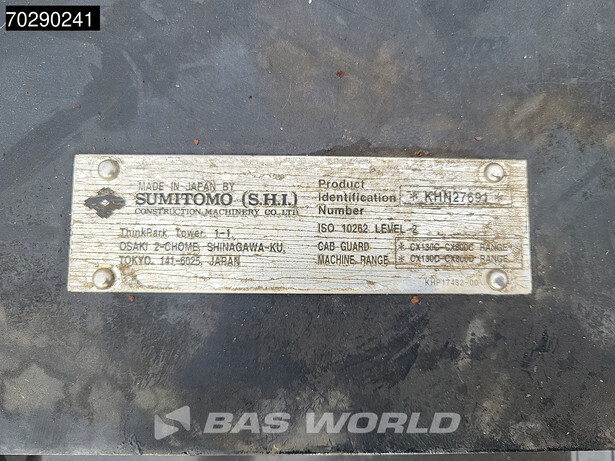 70290241
MADE IN JAPAN BY
SUMITOMO (S.H.I.)
CONSTRUCTION MACHINERY CO., LTD.
ThinkPark Tower 1-1,
OSAKI 2-CHOME, SHINAGAWA-KU,
TOKYO, 141-6025, JAPAN
Product
Identification * KHN27691 *
Number
ISO 10262 LEVEL 2
CAB GUARD * CX130C-CX800C RANGE *
MACHINE RANGE * CX130D-CX800D RANGE *
KHP17482-00
BAS WORLD